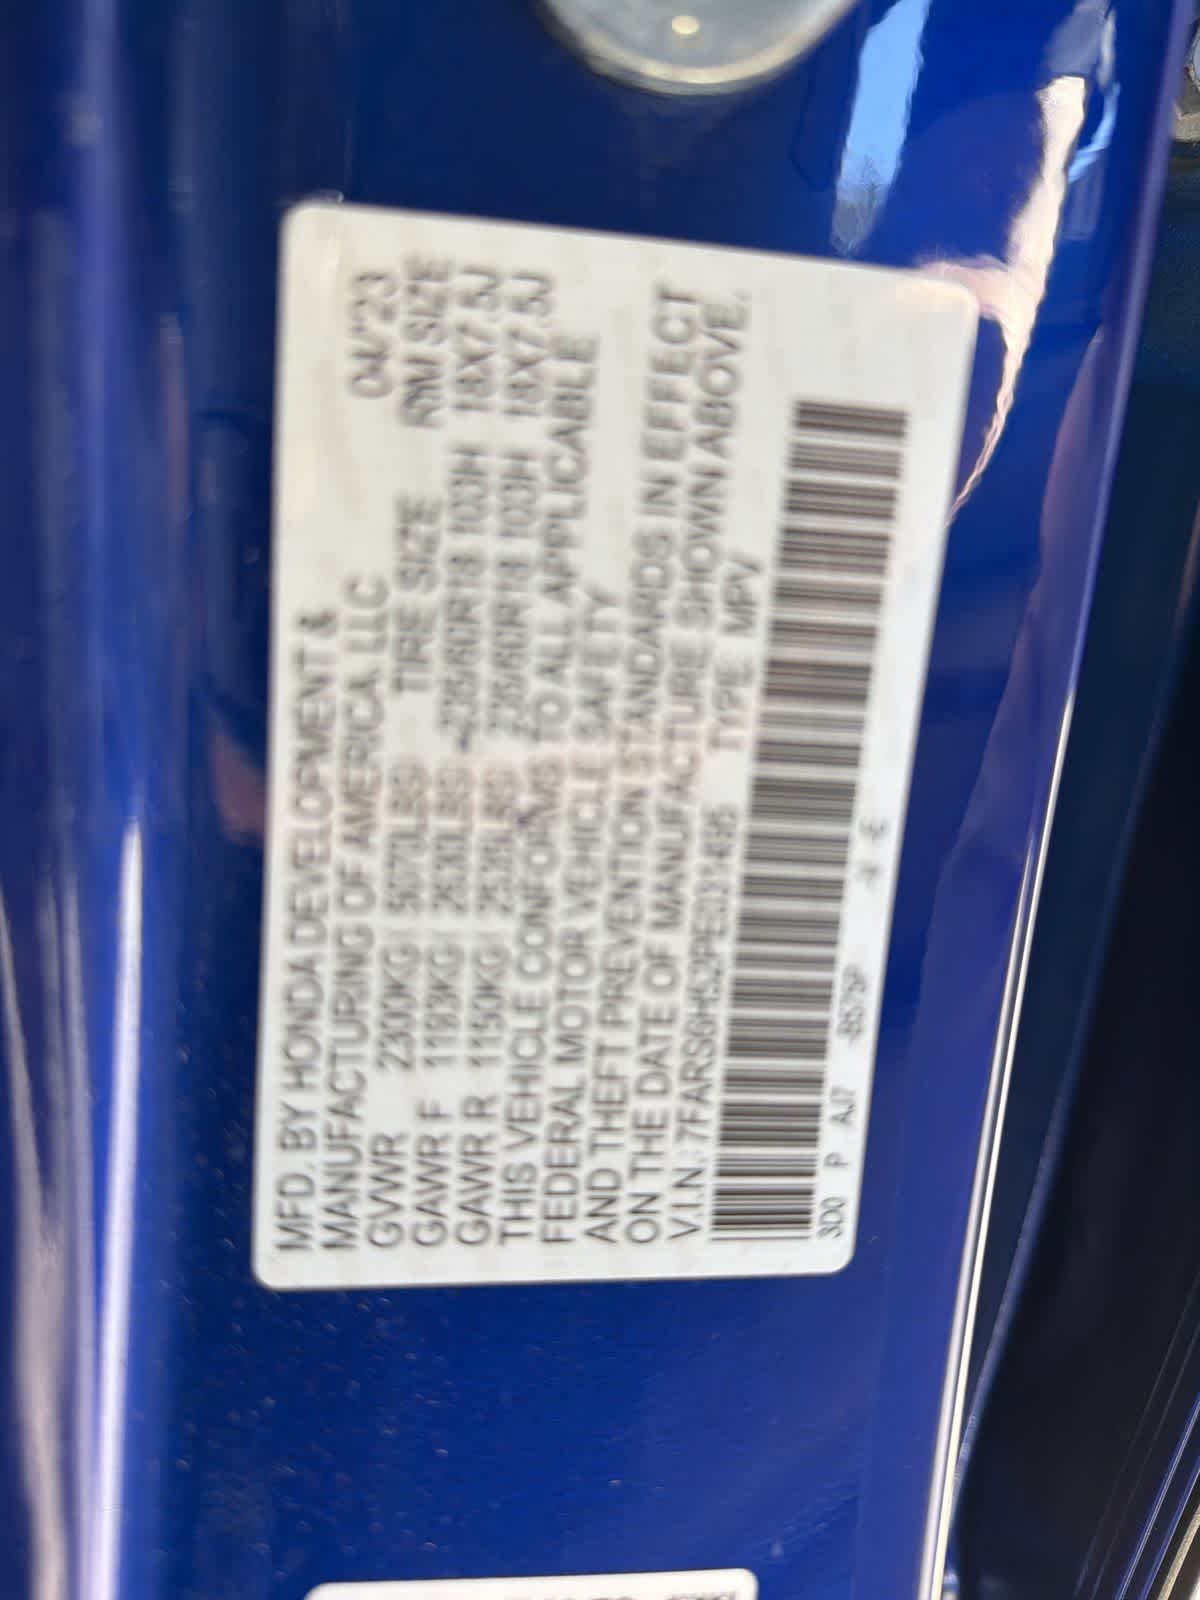 MFD. BY HONDA DEVELOPMENT & 04/'23
MANUFACTURING OF AMERICA, LLC
GVWR 2300KG( 5070LBS) TIRE SIZE RIM SIZE
GAWR F 1193KG( 2630LBS) 235/60R18 103H 18X7.5J
GAWR R 1150KG( 2535LBS) 235/60R18 103H 18X7.5J
THIS VEHICLE CONFORMS TO ALL APPLICABLE
FEDERAL MOTOR VEHICLE SAFETY
AND THEFT PREVENTION STANDARDS IN EFFECT
ON THE DATE OF MANUFACTURE SHOWN ABOVE.
V.I.N.: TYPE MPV
3D0 P AJ7